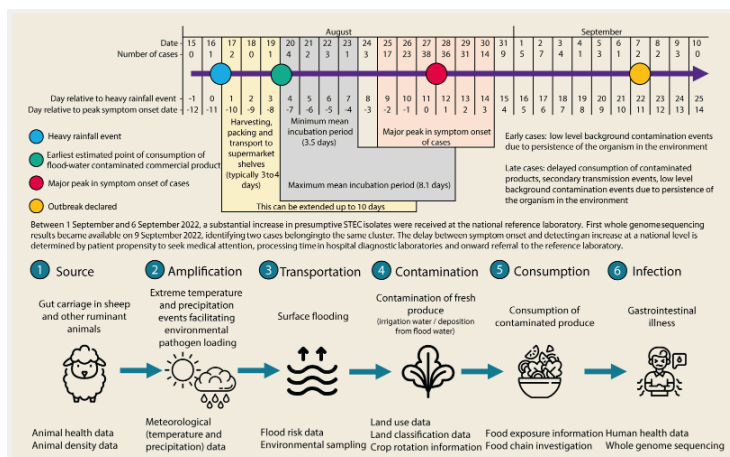 August September
Date 15 16 17 18 19 20 21 22 23 24 25 26 27 28 29 30 31 1 2 3 4 5 6 7 8 9 10
Number of cases 0 1 2 0 1 4 2 3 1 3 17 23 38 36 31 14 9 5 7 4 1 3 1 2 2 3 0
Day relative to heavy rainfall event -1 0 1 2 3 4 5 6 7 8 9 10 11 12 13 14 15 16 17 18 19 20 21 22 23 24 25
Day relative to peak symptom onset date -12 -11 -10 -9 -8 -7 -6 -5 -4 -3 -2 -1 0 1 2 3 4 5 6 7 8 9 10 11 12 13 14
Heavy rainfall event
Earliest estimated point of consumption of
flood-water contaminated commercial product
Major peak in symptom onset of cases
Outbreak declared
Harvesting,
packing and
transport to
supermarket
shelves
(typically 3to4
days)
Minimum mean
incubation period
(3.5 days)
Major peak in symptom onset
of cases
Maximum mean incubation period (8.1 days)
This can be extended up to 10 days
Early cases: low level background contamination events
due to persistence of the organism in the environment
Late cases: delayed consumption of contaminated
products, secondary transmission events, low level
background contamination events due to persistence of
the organism in the environment
Between 1 September and 6 September 2022, a substantial increase in presumptive STEC isolates were received at the national reference laboratory. First whole genome sequencing
results became available on 9 September 2022, identifying two cases belonging to the same cluster. The delay between symptom onset and detecting an increase at a national level is
determined by patient propensity to seek medical attention, processing time in hospital diagnostic laboratories and onward referral to the reference laboratory.
1 Source
Gut carriage in sheep
and other ruminant
animals
Animal health data
Animal density data
2 Amplification
Extreme temperature
and precipitation
events facilitating
environmental
pathogen loading
Meteorological
(temperature and
precipitation) data
3 Transportation
Surface flooding
Flood risk data
Environmental sampling
4 Contamination
Contamination of fresh
produce
(irrigation water / deposition
from flood water)
Land use data
Land classification data
Crop rotation information
5 Consumption
Consumption of
contaminated produce
Food exposure information
Food chain investigation
6 Infection
Gastrointestinal
illness
Human health data
Whole genome sequencing